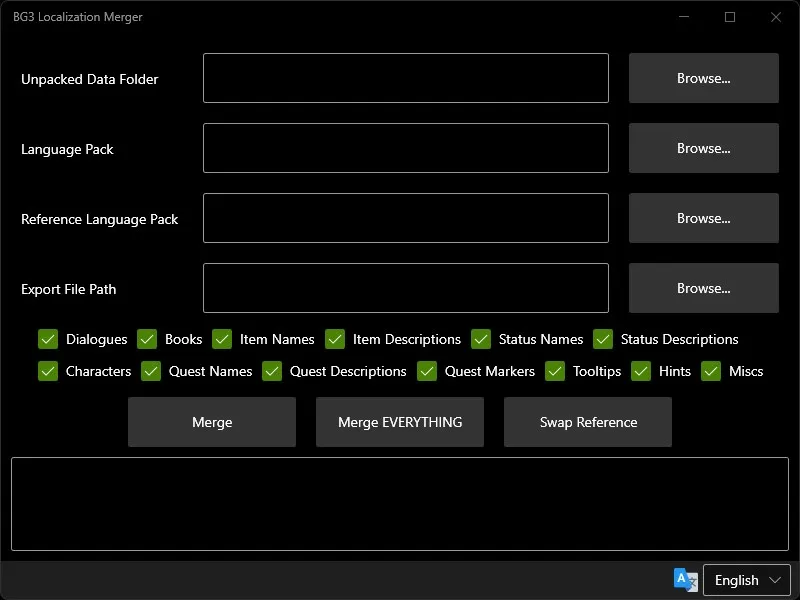 BG3 Localization Merger
Unpacked Data Folder Browse...
Language Pack Browse...
Reference Language Pack Browse...
Export File Path Browse...
Dialogues Books Item Names Item Descriptions Status Names Status Descriptions
Characters Quest Names Quest Descriptions Quest Markers Tooltips Hints Miscs
Merge Merge EVERYTHING Swap Reference
A 文 English